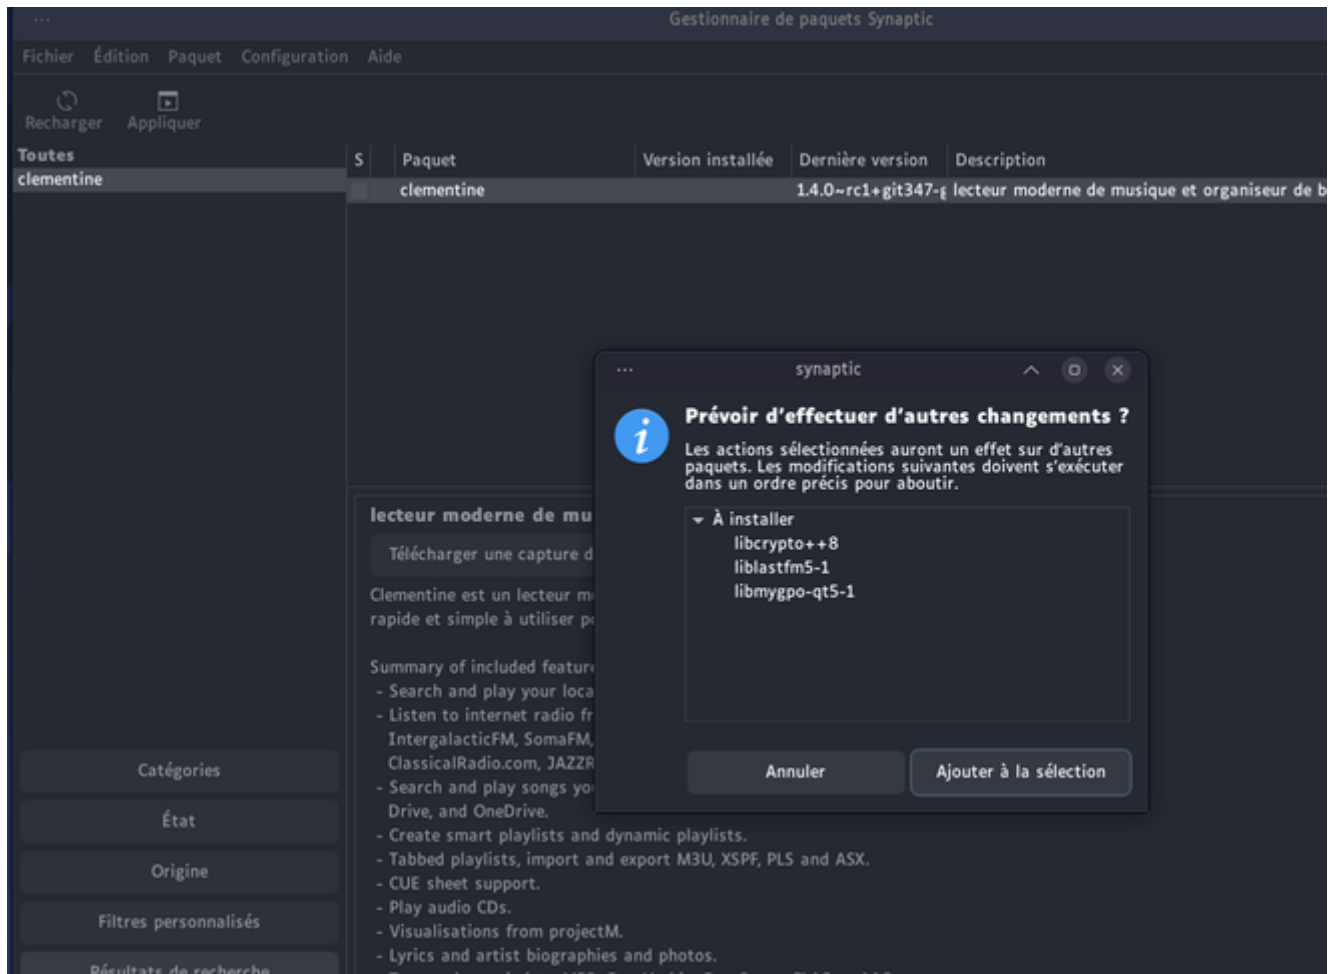 Gestionnaire de paquets Synaptic
Fichier Édition Paquet Configuration Aide
Recharger Appliquer
Toutes
clementine
S Paquet Version installée Dernière version Description
clementine 1.4.0~rc1+git347-g lecteur moderne de musique et organiseur de b
synaptic
Prévoir d'effectuer d'autres changements ?
Les actions sélectionnées auront un effet sur d'autres
paquets. Les modifications suivantes doivent s'exécuter
dans un ordre précis pour aboutir.
À installer
libcrypto++8
liblastfm5-1
libmygpo-qt5-1
Annuler Ajouter à la sélection
lecteur moderne de mu
Télécharger une capture d
Clementine est un lecteur m
rapide et simple à utiliser p
Summary of included feature
- Search and play your loca
- Listen to internet radio fr
IntergalacticFM, SomaFM,
ClassicalRadio.com, JAZZR
- Search and play songs yo
Drive, and OneDrive.
- Create smart playlists and dynamic playlists.
- Tabbed playlists, import and export M3U, XSPF, PLS and ASX.
- CUE sheet support.
- Play audio CDs.
- Visualisations from projectM.
- Lyrics and artist biographies and photos.
Catégories
État
Origine
Filtres personnalisés
Résultats de recherche